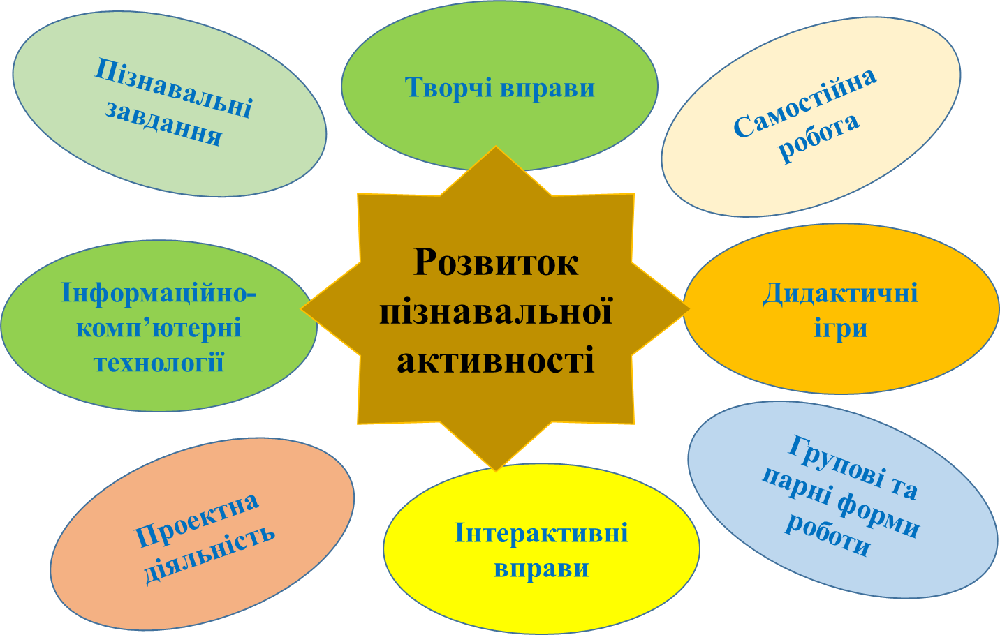 Пізнавальні
завдання
Творчі вправи
Самостійна
робота
Інформаційно-
комп’ютерні
технології
Розвиток
пізнавальної
активності
Дидактичні
ігри
Проектна
діяльність
Інтерактивні
вправи
Групові та
парні форми
роботи